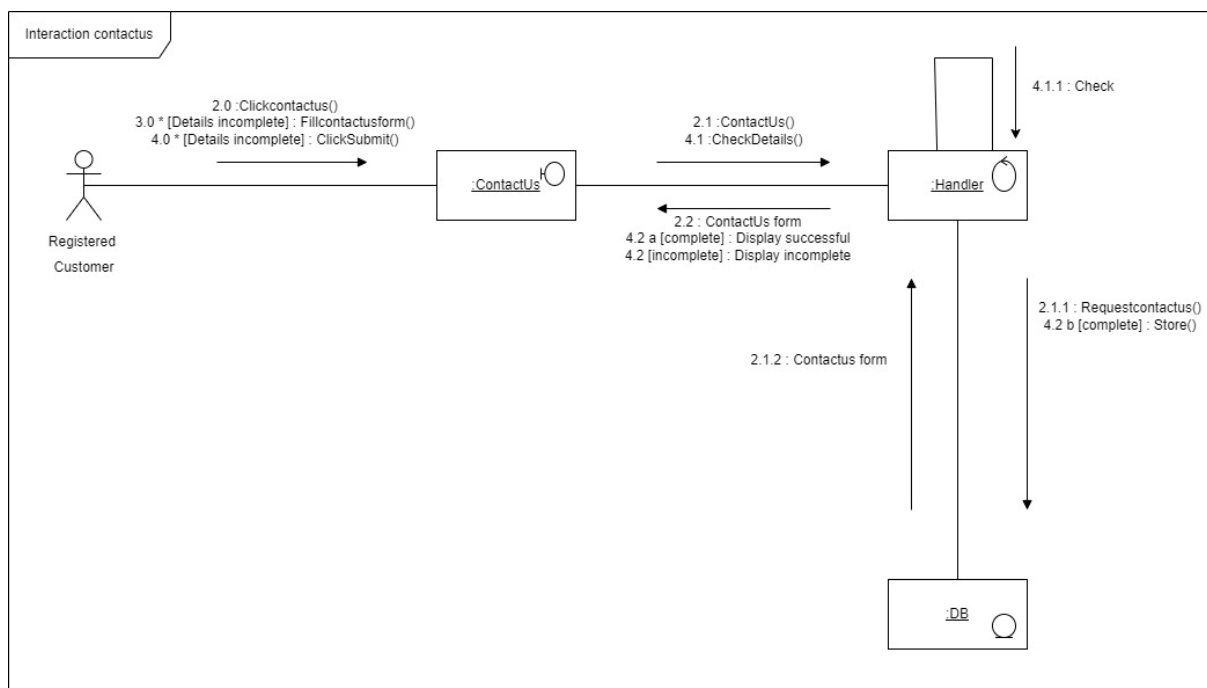 Interaction contactus
4.1.1 : Check
2.0 :Clickcontactus()
3.0 * [Details incomplete] : Fillcontactusform()
4.0 * [Details incomplete] : ClickSubmit()
2.1 :ContactUs()
4.1 :CheckDetails()
:ContactUs
:Handler
2.2 : ContactUs form
4.2 a [complete] : Display successful
4.2 [incomplete] : Display incomplete
Registered
Customer
2.1.1 : Requestcontactus()
4.2 b [complete] : Store()
2.1.2 : Contactus form
:DB